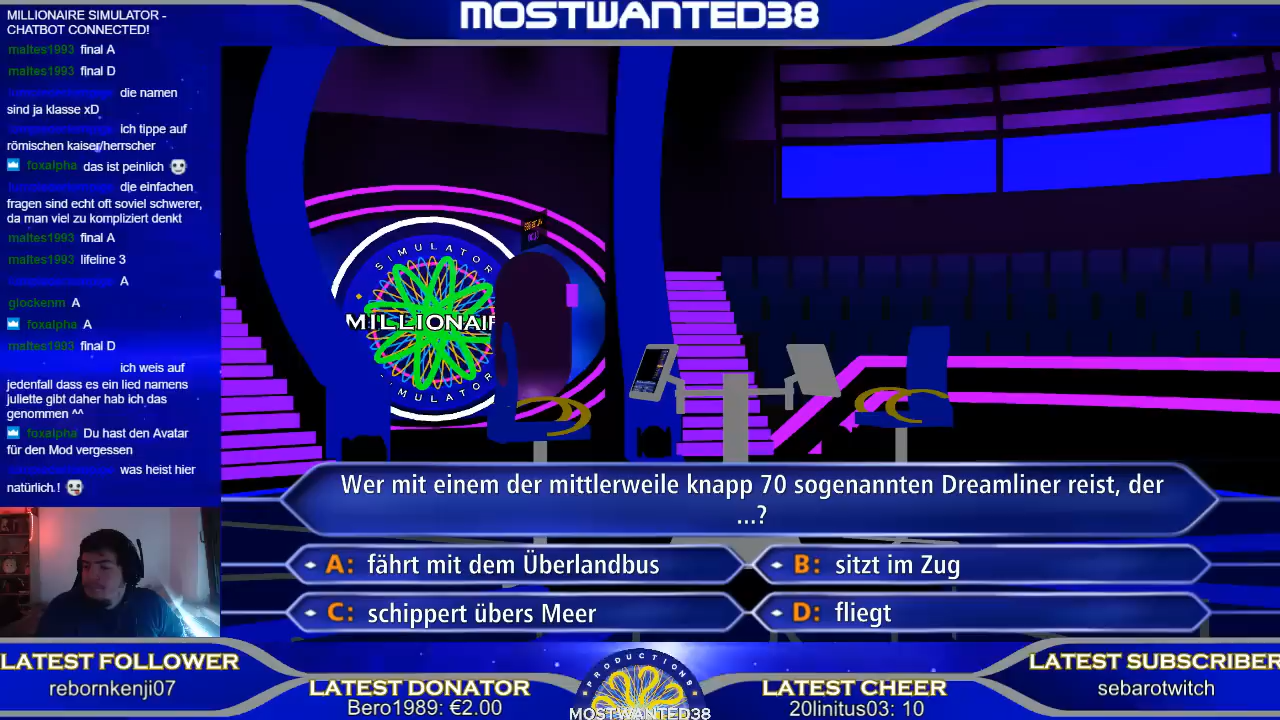 MOSTWANTED38
MILLIONAIRE SIMULATOR -
CHATBOT CONNECTED!
maltes1993 final A
maltes1993 final D
die namen
sind ja klasse xD
ich tippe auf
römischen kaiser/herrscher
foxalpha das ist peinlich
die einfachen
fragen sind echt oft soviel schwerer,
da man viel zu kompliziert denkt
maltes1993 final A
maltes1993 lifeline 3
A
glockenm A
foxalpha A
maltes1993 final D
ich weis auf
jedenfall dass es ein lied namens
juliette gibt daher hab ich das
genommen ^^
foxalpha Du hast den Avatar
für den Mod vergessen
was heist hier
natürlich !
SIMULATOR
MILLIONAIR
MULATOR
Wer mit einem der mittlerweile knapp 70 sogenannten Dreamliner reist, der
...?
A: fährt mit dem Überlandbus
B: sitzt im Zug
C: schippert übers Meer
D: fliegt
LATEST FOLLOWER
rebornkenji07
LATEST DONATOR
Bero1989: €2.00
PRODUCTIONS
MOSTWANTED38
LATEST CHEER
20linitus03: 10
LATEST SUBSCRIBER
sebarotwitch